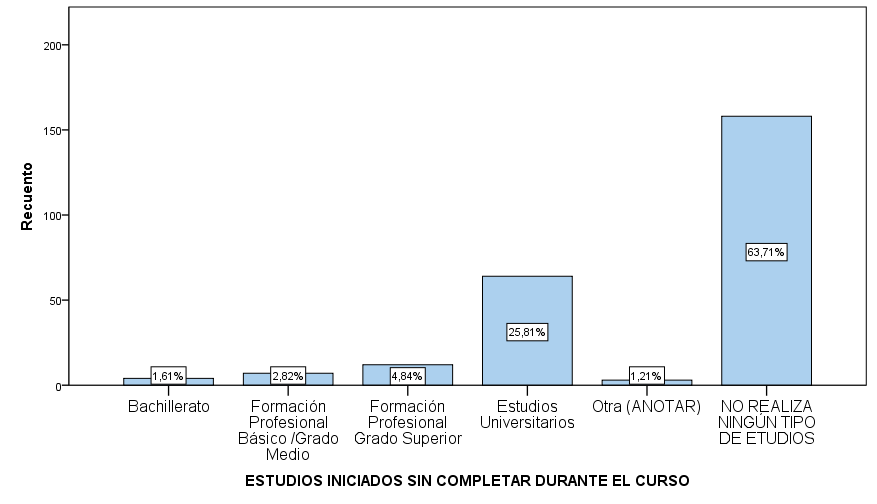 Recuento
200
150
100
50
0
1,61%
2,82%
4,84%
25,81%
1,21%
63,71%
Bachillerato
Formación
Profesional
Básico /Grado
Medio
Formación
Profesional
Grado Superior
Estudios
Universitarios
Otra (ANOTAR)
NO REALIZA
NINGÚN TIPO
DE ETUDIOS
ESTUDIOS INICIADOS SIN COMPLETAR DURANTE EL CURSO